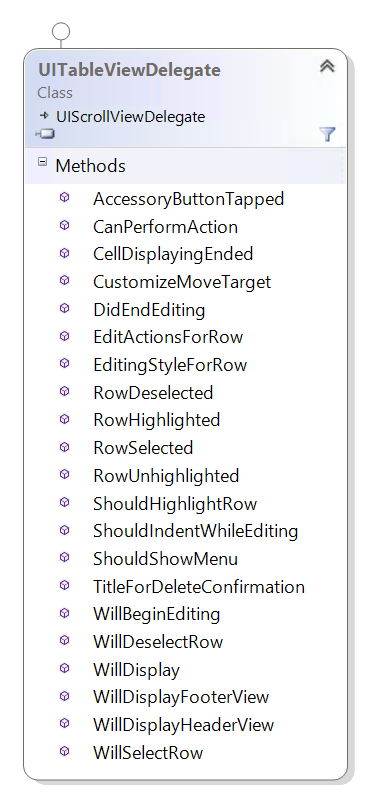 UITableViewDelegate
Class
UIScrollViewDelegate
Methods
AccessoryButtonTapped
CanPerformAction
CellDisplayingEnded
CustomizeMoveTarget
DidEndEditing
EditActionsForRow
EditingStyleForRow
RowDeselected
RowHighlighted
RowSelected
RowUnhighlighted
ShouldHighlightRow
ShouldIndentWhileEditing
ShouldShowMenu
TitleForDeleteConfirmation
WillBeginEditing
WillDeselectRow
WillDisplay
WillDisplayFooterView
WillDisplayHeaderView
WillSelectRow